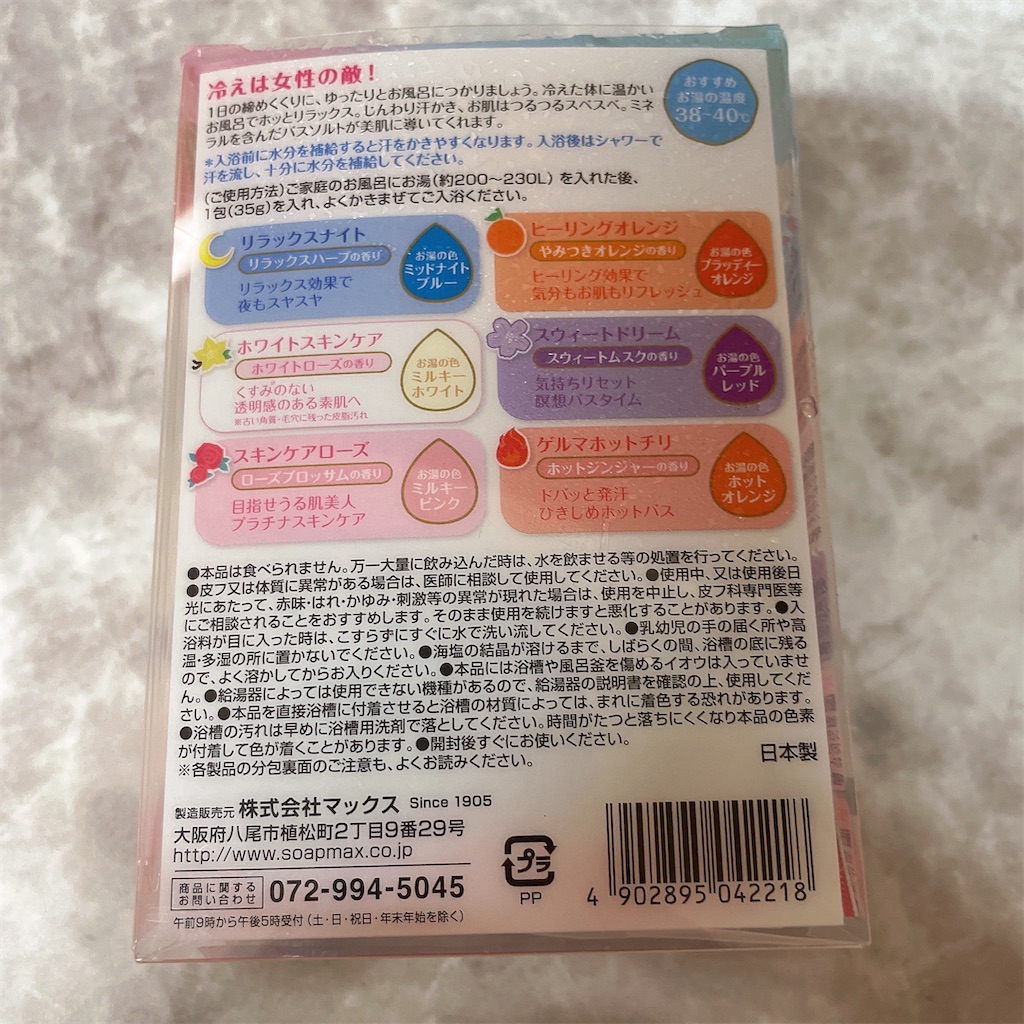 冷えは女性の敵！
1日の締めくくりに、ゆったりとお風呂につかりましょう。冷えた体に温かい
お風呂でホッとリラックス。じんわり汗かき、お肌はつるつるスベスベ。ミネ
ラルを含んだバスソルトが美肌に導いてくれます。
おすすめ
お湯の温度
38~40℃
*入浴前に水分を補給すると汗をかきやすくなります。入浴後はシャワーで
汗を流し、十分に水分を補給してください。
〈ご使用方法〉ご家庭のお風呂にお湯(約200〜230L) を入れた後、
1包(35g)を入れ、よくかきまぜてご入浴ください。
リラックスナイト
リラックスハーブの香り
リラックス効果で
夜もスヤスヤ
お湯の色
ミッドナイト
ブルー
ヒーリングオレンジ
やみつきオレンジの香り
ヒーリング効果で
気分もお肌もリフレッシュ
お湯の色
ブラッディー
オレンジ
ホワイトスキンケア
ホワイトローズの香り
くすみ※のない
透明感のある素肌へ
※古い角質・毛穴に残った皮脂汚れ
お湯の色
ミルキー
ホワイト
スウィートドリーム
スウィートムスクの香り
気持ちリセット
瞑想バスタイム
お湯の色
パープル
レッド
スキンケアローズ
ローズブロッサムの香り
目指せうる肌美人
プラチナスキンケア
お湯の色
ミルキー
ピンク
ゲルマホットチリ
ホットジンジャーの香り
ドバッと発汗
ひきしめホットバス
お湯の色
ホット
オレンジ
●本品は食べられません。万一大量に飲み込んだ時は、水を飲ませる等の処置を行ってください。
●皮フ又は体質に異常がある場合は、医師に相談して使用してください。●使用中、又は使用後日
光にあたって、赤味・はれ・かゆみ・刺激等の異常が現れた場合は、使用を中止し、皮フ科専門医等
にご相談されることをおすすめします。そのまま使用を続けますと悪化することがあります。●入
浴料が目に入った時は、こすらずにすぐに水で洗い流してください。●乳幼児の手の届く所や高
温・多湿の所に置かないでください。●海塩の結晶が溶けるまで、しばらくの間、浴槽の底に残る
ので、よく溶かしてからお入りください。●本品には浴槽や風呂釜を傷めるイオウは入っていませ
ん。●給湯器によっては使用できない機種があるので、給湯器の説明書を確認の上、使用してくだ
さい。●本品を直接浴槽に付着させると浴槽の材質によっては、まれに着色する恐れがあります。
●浴槽の汚れは早めに浴槽用洗剤で落としてください。時間がたつと落ちにくくなり本品の色素
が付着して色が着くことがあります。●開封後すぐにお使いください。
※各製品の分包裏面のご注意も、よくお読みください。
日本製
製造販売元 株式会社マックス Since 1905
大阪府八尾市植松町2丁目9番29号
http://www.soapmax.co.jp
商品に関する
お問い合わせ
072-994-5045
午前9時から午後5時受付(土・日・祝日・年末年始を除く)
プラ
PP
4 902895 042218